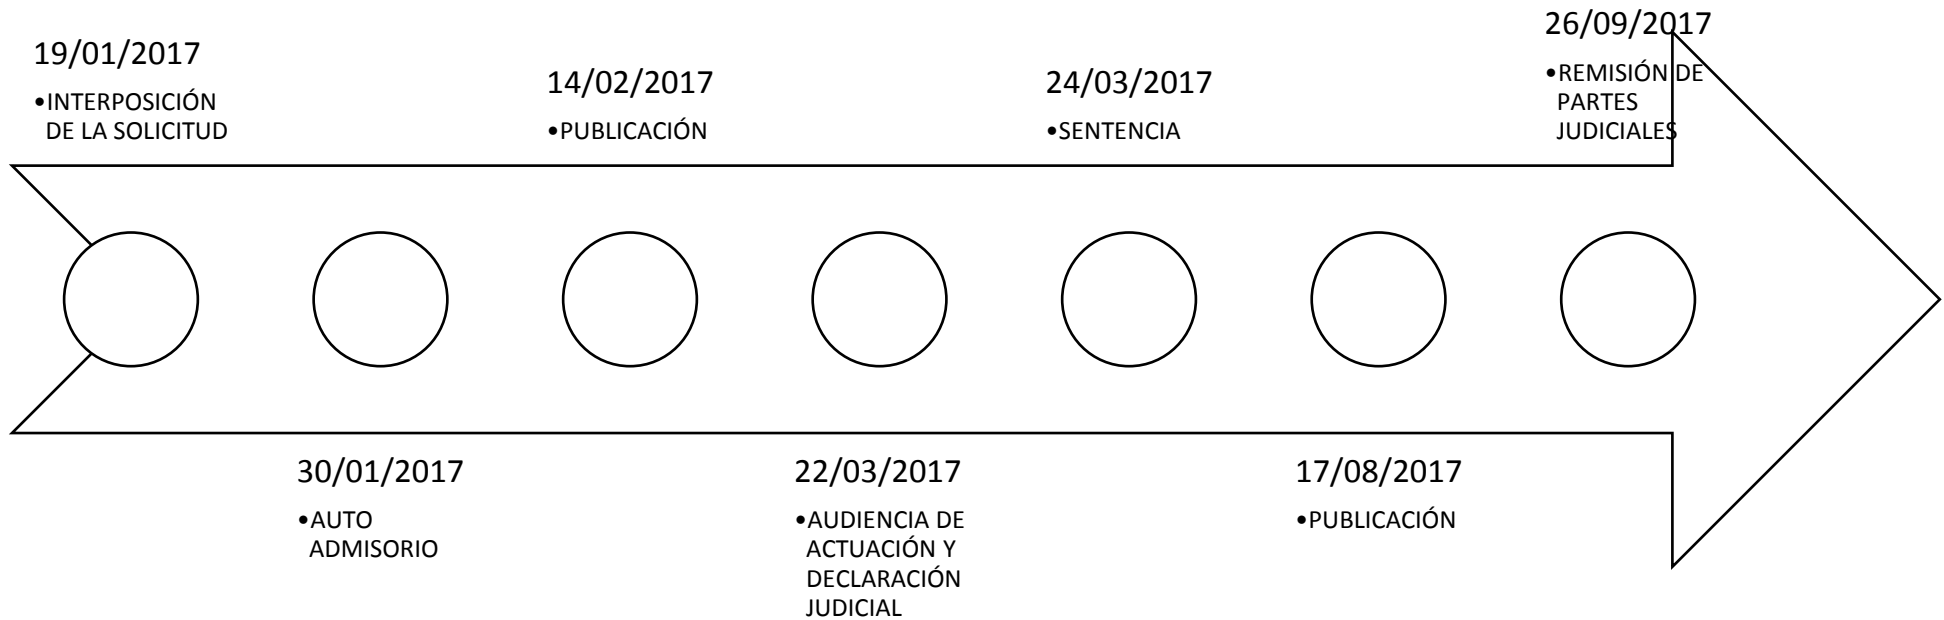 19/01/2017
•INTERPOSICIÓN
DE LA SOLICITUD
30/01/2017
•AUTO
ADMISORIO
14/02/2017
•PUBLICACIÓN
22/03/2017
•AUDIENCIA DE
ACTUACIÓN Y
DECLARACIÓN
JUDICIAL
24/03/2017
•SENTENCIA
17/08/2017
•PUBLICACIÓN
26/09/2017
•REMISIÓN DE
PARTES
JUDICIALES